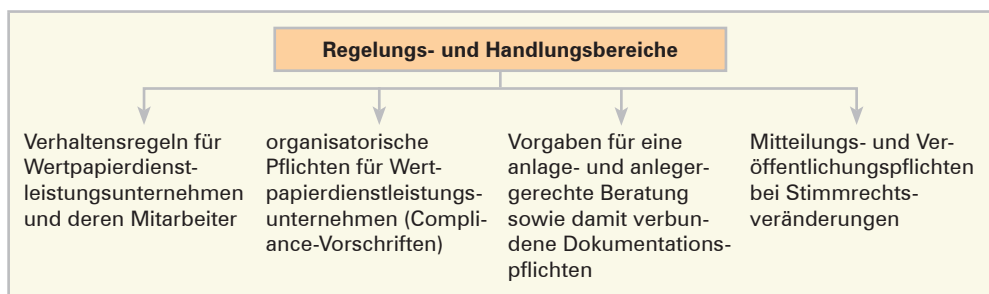 Regelungs- und Handlungsbereiche
Verhaltensregeln für
Wertpapierdienst-
leistungsunternehmen
und deren Mitarbeiter
organisatorische
Pflichten für Wert-
papierdienstleistungs-
unternehmen (Compli-
ance-Vorschriften)
Vorgaben für eine
anlage- und anleger-
gerechte Beratung
sowie damit verbun-
dene Dokumentations-
pflichten
Mitteilungs- und Ver-
öffentlichungspflichten
bei Stimmrechts-
veränderungen